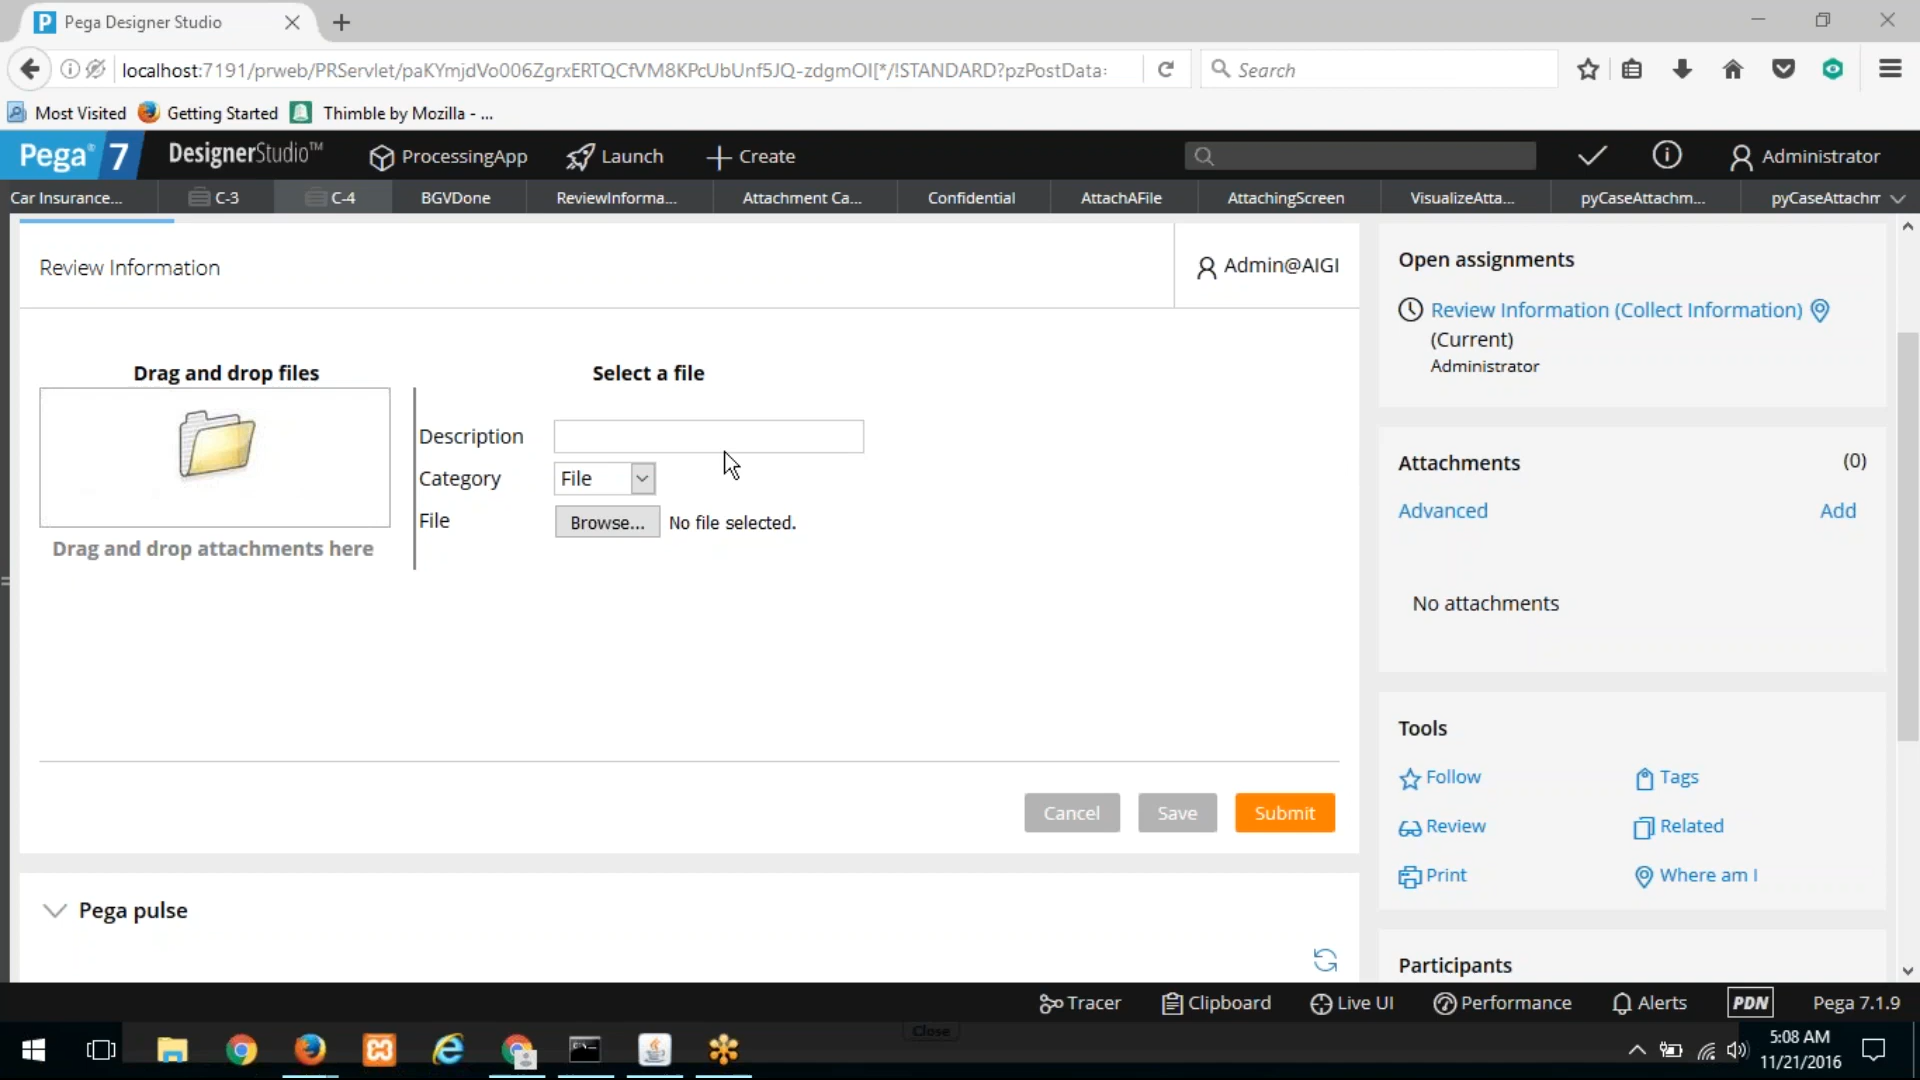 Pega Designer Studio
localhost:7191/prweb/PRServlet/paKYmjdVo006ZgrxERTQCfVM8KPcUbUnf5JQ-zdgmOI[*/!STANDARD?pzPostData:
Search
Most Visited
Getting Started
Thimble by Mozilla - ...
Pega 7
DesignerStudio™
ProcessingApp
Launch
Create
Administrator
Car Insurance...
C-3
C-4
BGVDone
ReviewInforma...
Attachment Ca...
Confidential
AttachAFile
AttachingScreen
VisualizeAtta...
pyCaseAttachm...
pyCaseAttachm
Review Information
Admin@AIGI
Drag and drop files
Drag and drop attachments here
Select a file
Description
Category
File
File
Browse...
No file selected.
Cancel
Save
Submit
Pega pulse
Open assignments
Review Information (Collect Information)
(Current)
Administrator
Attachments
(0)
Advanced
Add
No attachments
Tools
Follow
Tags
Review
Related
Print
Where am I
Participants
Tracer
Clipboard
Live UI
Performance
Alerts
PDN
Pega 7.1.9
Close
5:08 AM
11/21/2016